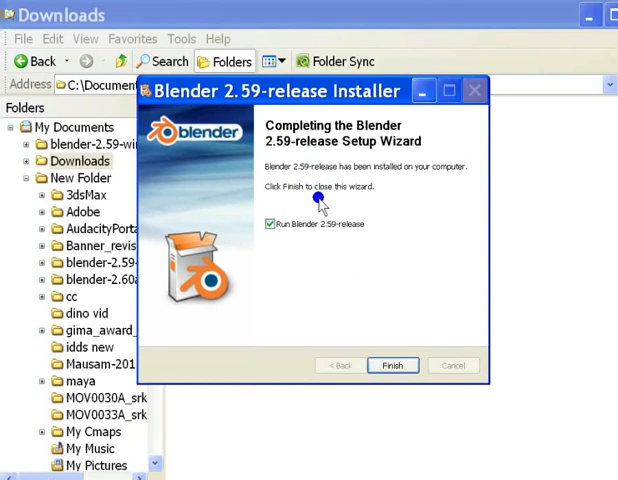 Downloads
File Edit View Favorites Tools Help
Back Search Folders Folder Sync
Address C:\Document
Folders
My Documents
blender-2.59-wi
Downloads
New Folder
3dsMax
Adobe
AudacityPorta
Banner_revis
blender-2.59-
blender-2.60a
cc
dino vid
gima_award_
idds new
Mausam-201
maya
MOV0030A_srk
MOV0033A_srk
My Cmaps
My Music
My Pictures
Blender 2.59-release Installer
blender
Completing the Blender
2.59-release Setup Wizard
Blender 2.59-release has been installed on your computer.
Click Finish to close this wizard.
Run Blender 2.59-release
< Back Finish Cancel